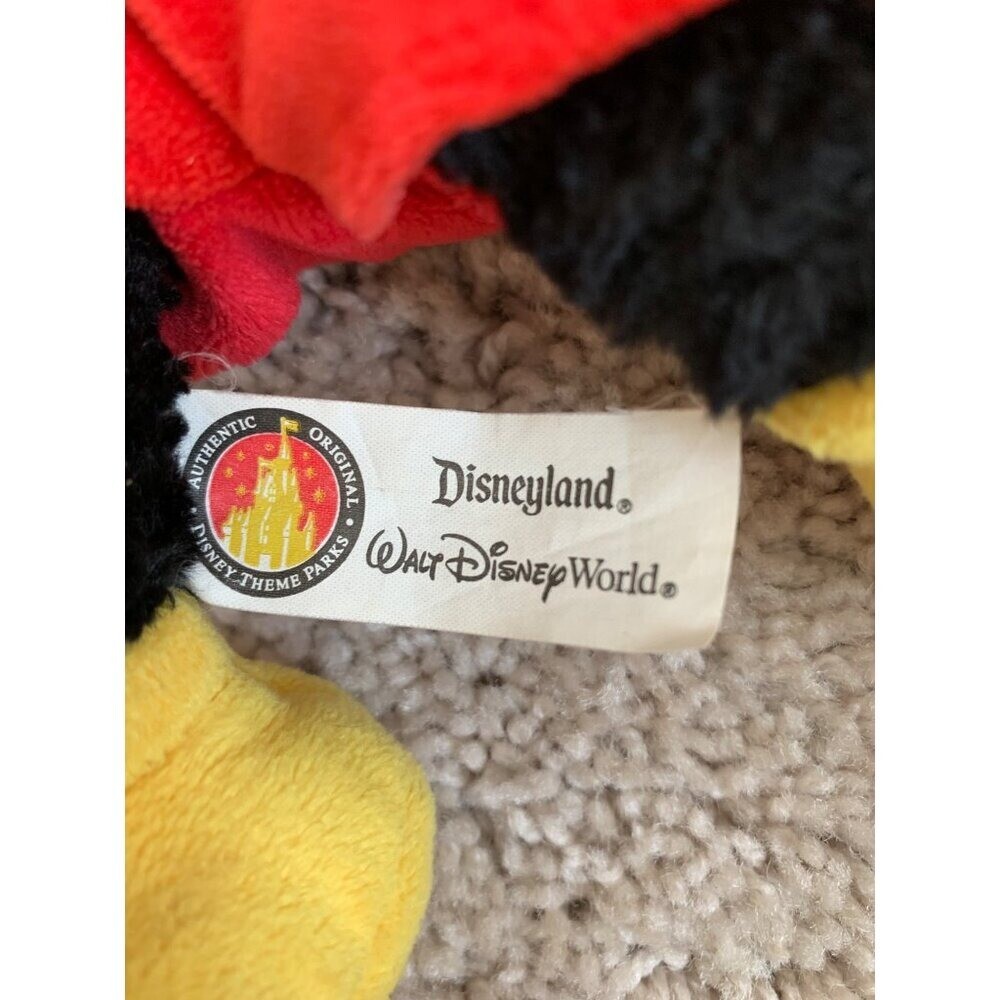 AUTHENTIC ORIGINAL
• DISNEY THEME PARKS •
Disneyland®
WALT DISNEY World®